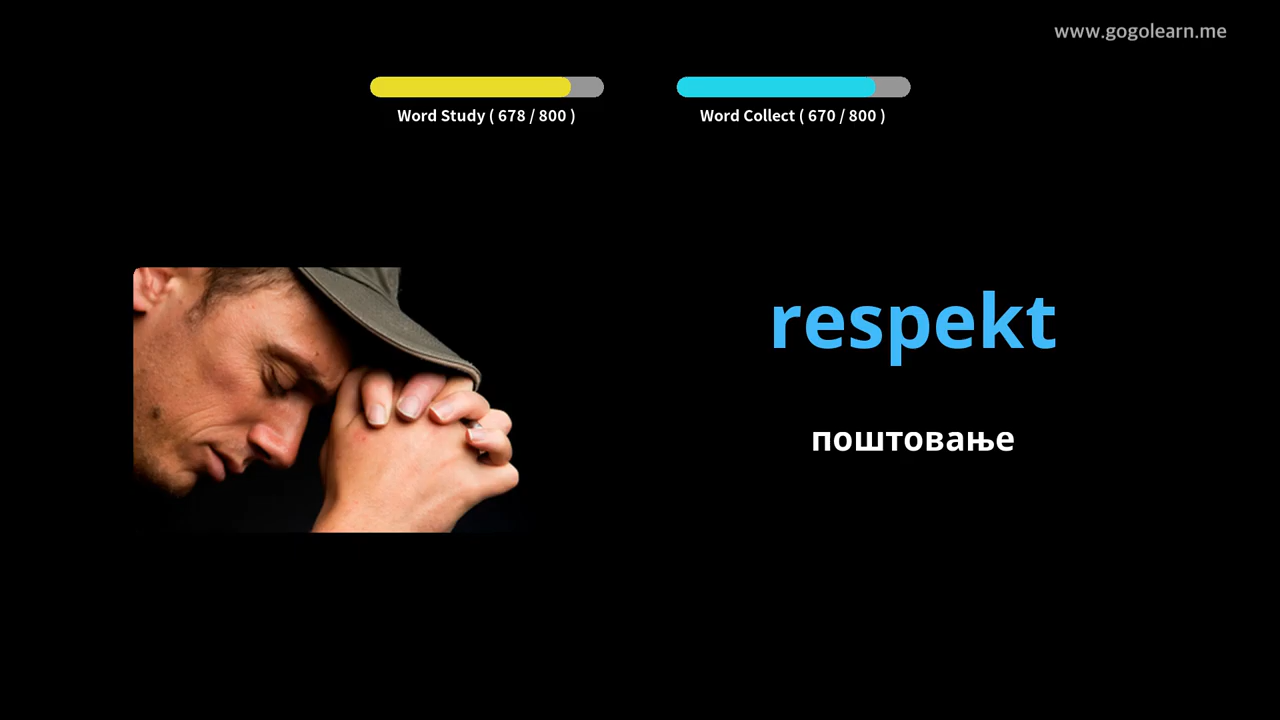 www.gogolearn.me
Word Study ( 678 / 800 )
Word Collect ( 670 / 800 )
respekt
поштовање